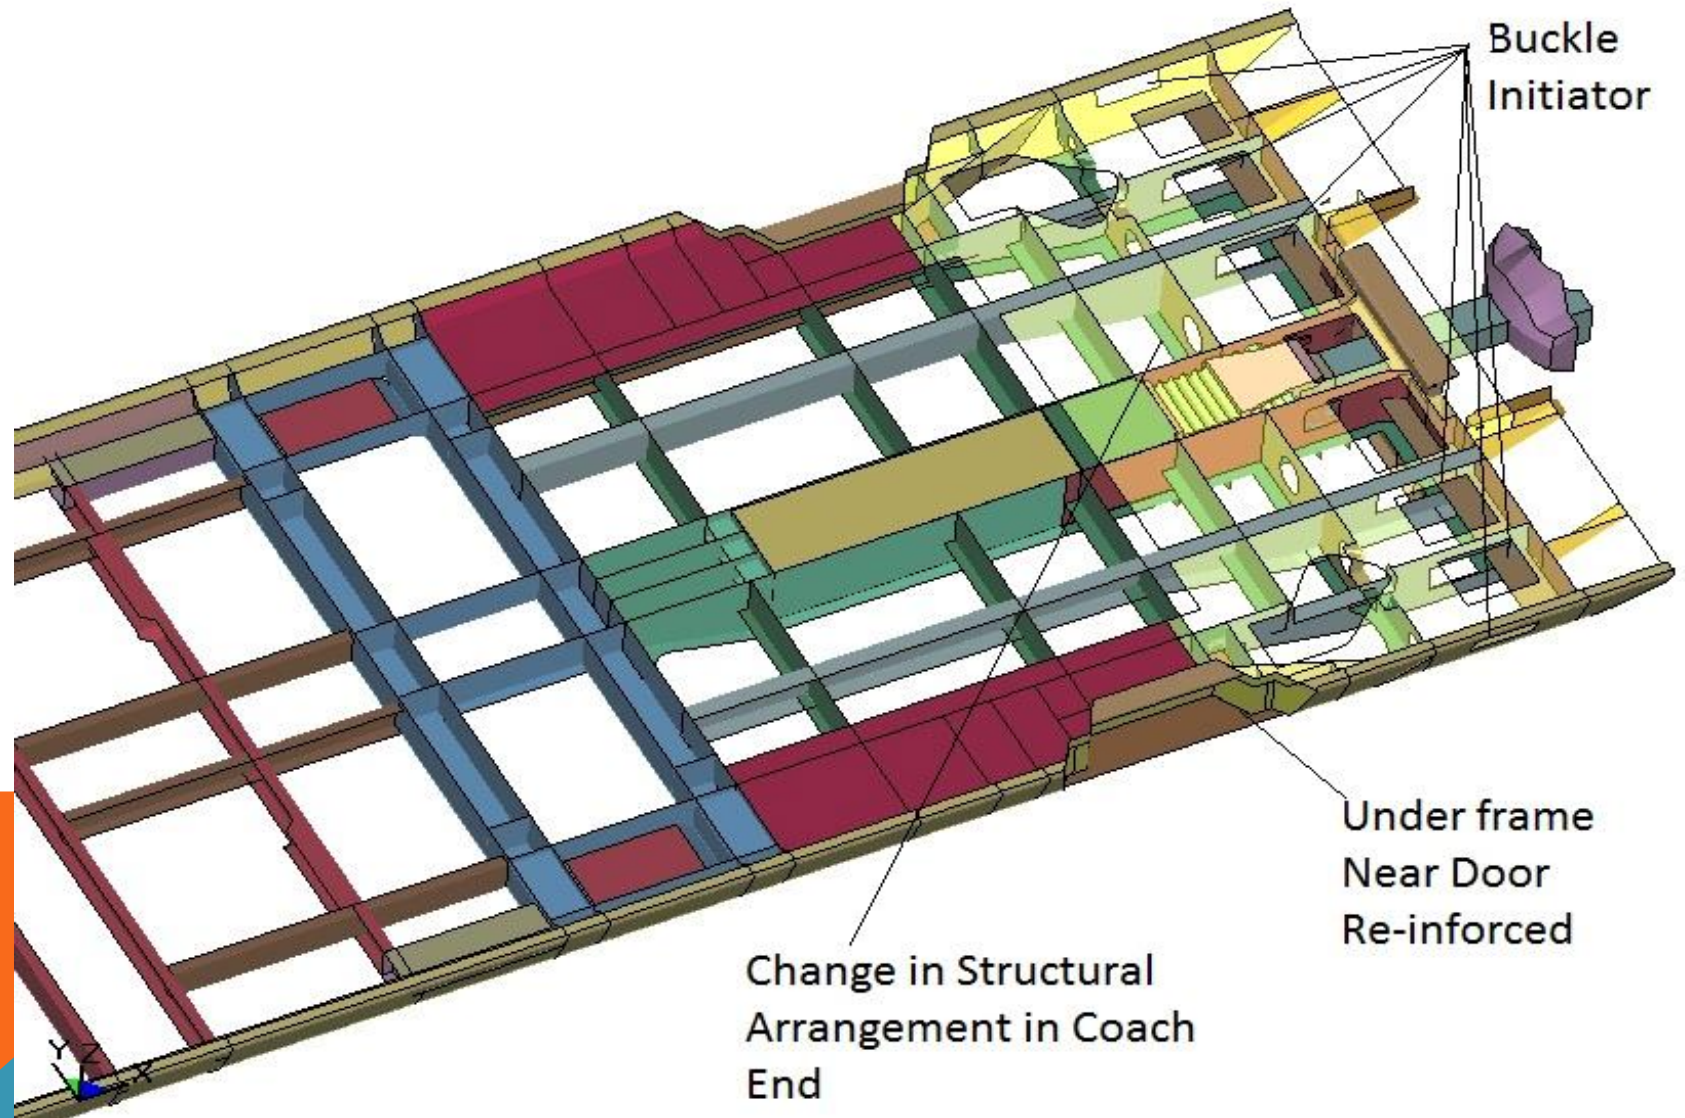 Buckle
Initiator
Under frame
Near Door
Re-inforced
Change in Structural
Arrangement in Coach
End
Y Z X